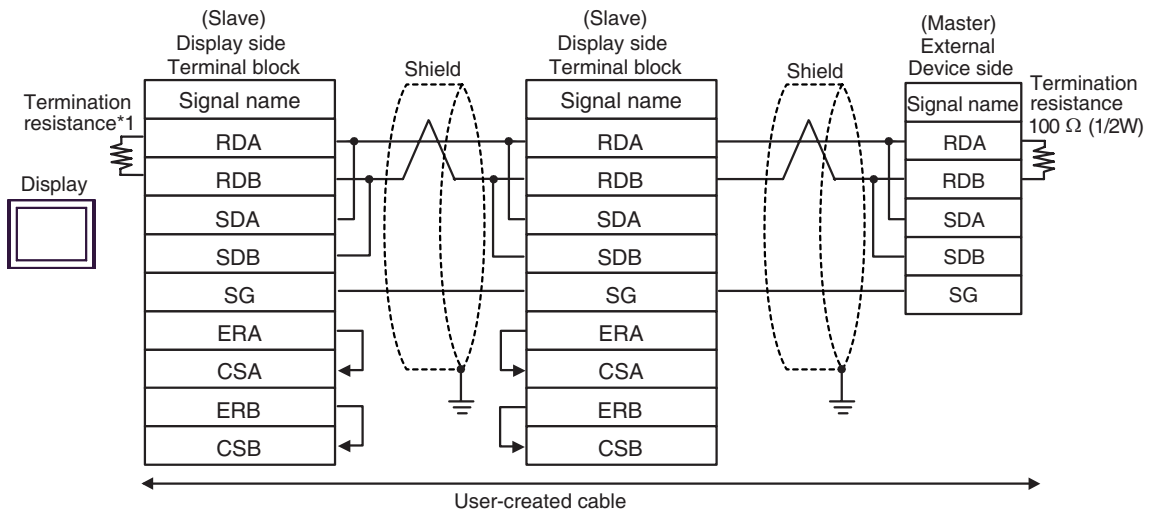 (Slave)
Display side
Terminal block
(Slave)
Display side
Terminal block
(Master)
External
Device side
Shield
Shield
Termination
resistance*1
Termination
resistance
100 Ω (1/2W)
Display
Signal name
RDA
RDB
SDA
SDB
SG
ERA
CSA
ERB
CSB
Signal name
RDA
RDB
SDA
SDB
SG
ERA
CSA
ERB
CSB
Signal name
RDA
RDB
SDA
SDB
SG
User-created cable